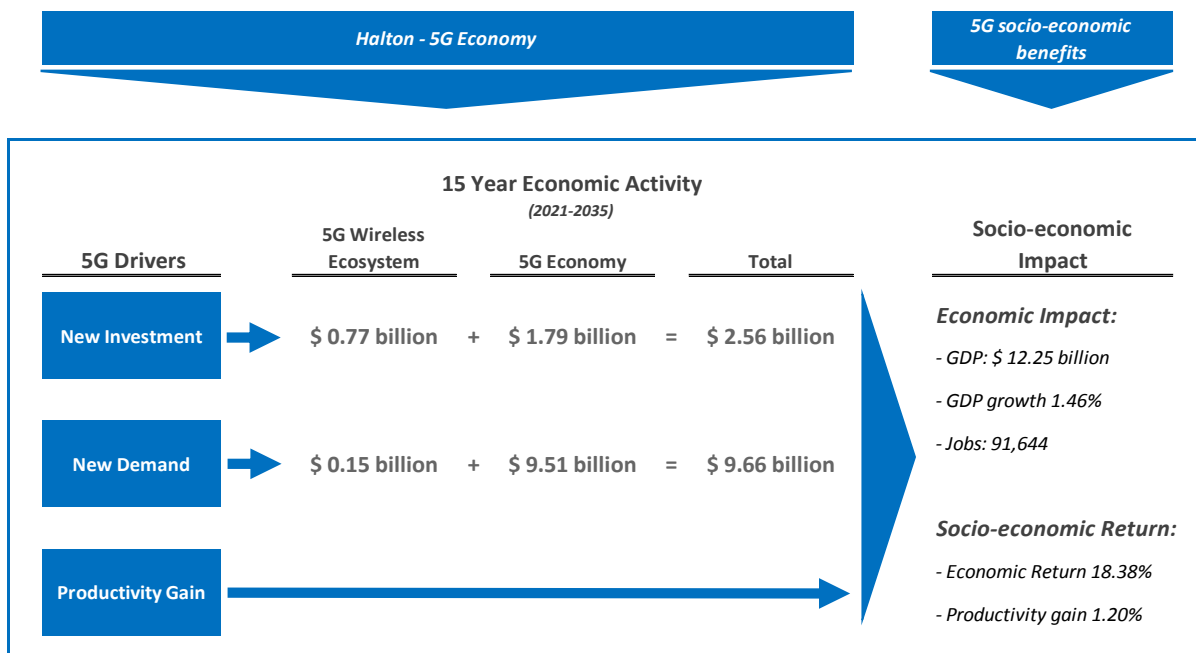 Halton - 5G Economy
5G socio-economic
benefits
15 Year Economic Activity
(2021-2035)
5G Drivers
5G Wireless
Ecosystem
5G Economy
Total
Socio-economic
Impact
New Investment
$ 0.77 billion + $ 1.79 billion = $ 2.56 billion
New Demand
$ 0.15 billion + $ 9.51 billion = $ 9.66 billion
Productivity Gain
Economic Impact:
- GDP: $ 12.25 billion
- GDP growth 1.46%
- Jobs: 91,644
Socio-economic Return:
- Economic Return 18.38%
- Productivity gain 1.20%